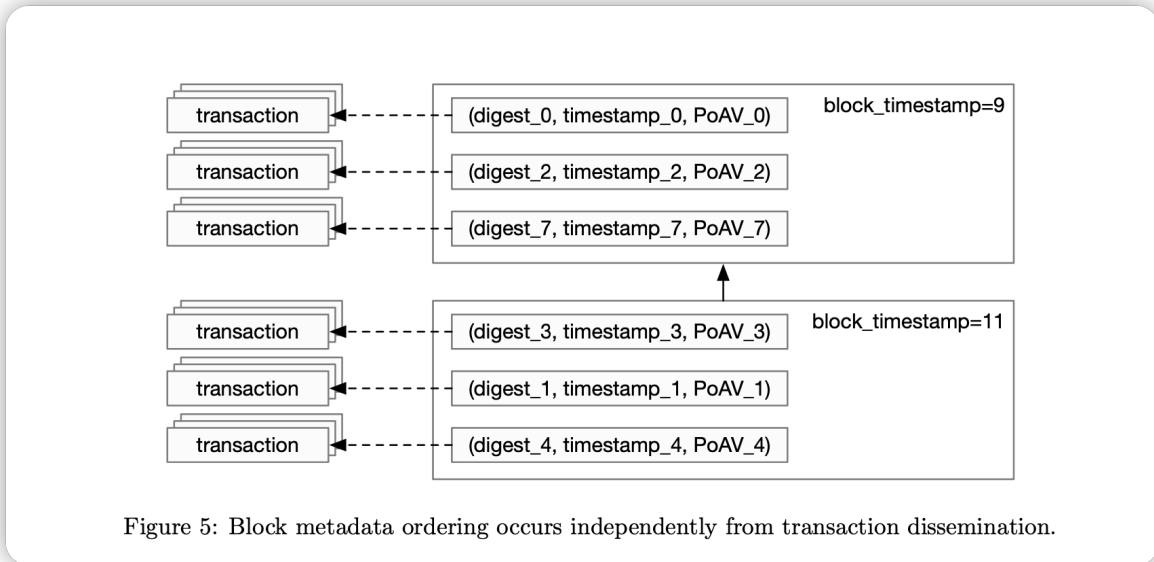 transaction
(digest_0, timestamp_0, PoAV_0)
block_timestamp=9
transaction
(digest_2, timestamp_2, PoAV_2)
transaction
(digest_7, timestamp_7, PoAV_7)
transaction
(digest_3, timestamp_3, PoAV_3)
block_timestamp=11
transaction
(digest_1, timestamp_1, PoAV_1)
transaction
(digest_4, timestamp_4, PoAV_4)
Figure 5: Block metadata ordering occurs independently from transaction dissemination.